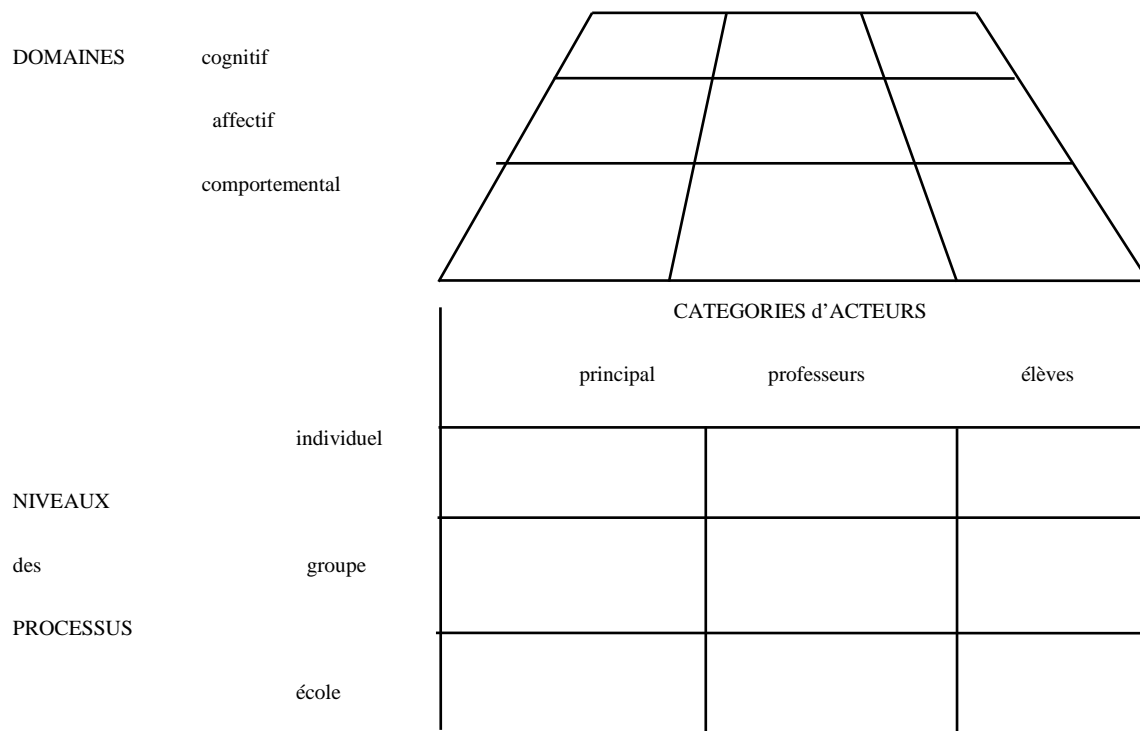 DOMAINES cognitif
affectif
comportemental
CATEGORIES d’ACTEURS
principal professeurs élèves
individuel
NIVEAUX
des groupe
PROCESSUS
école